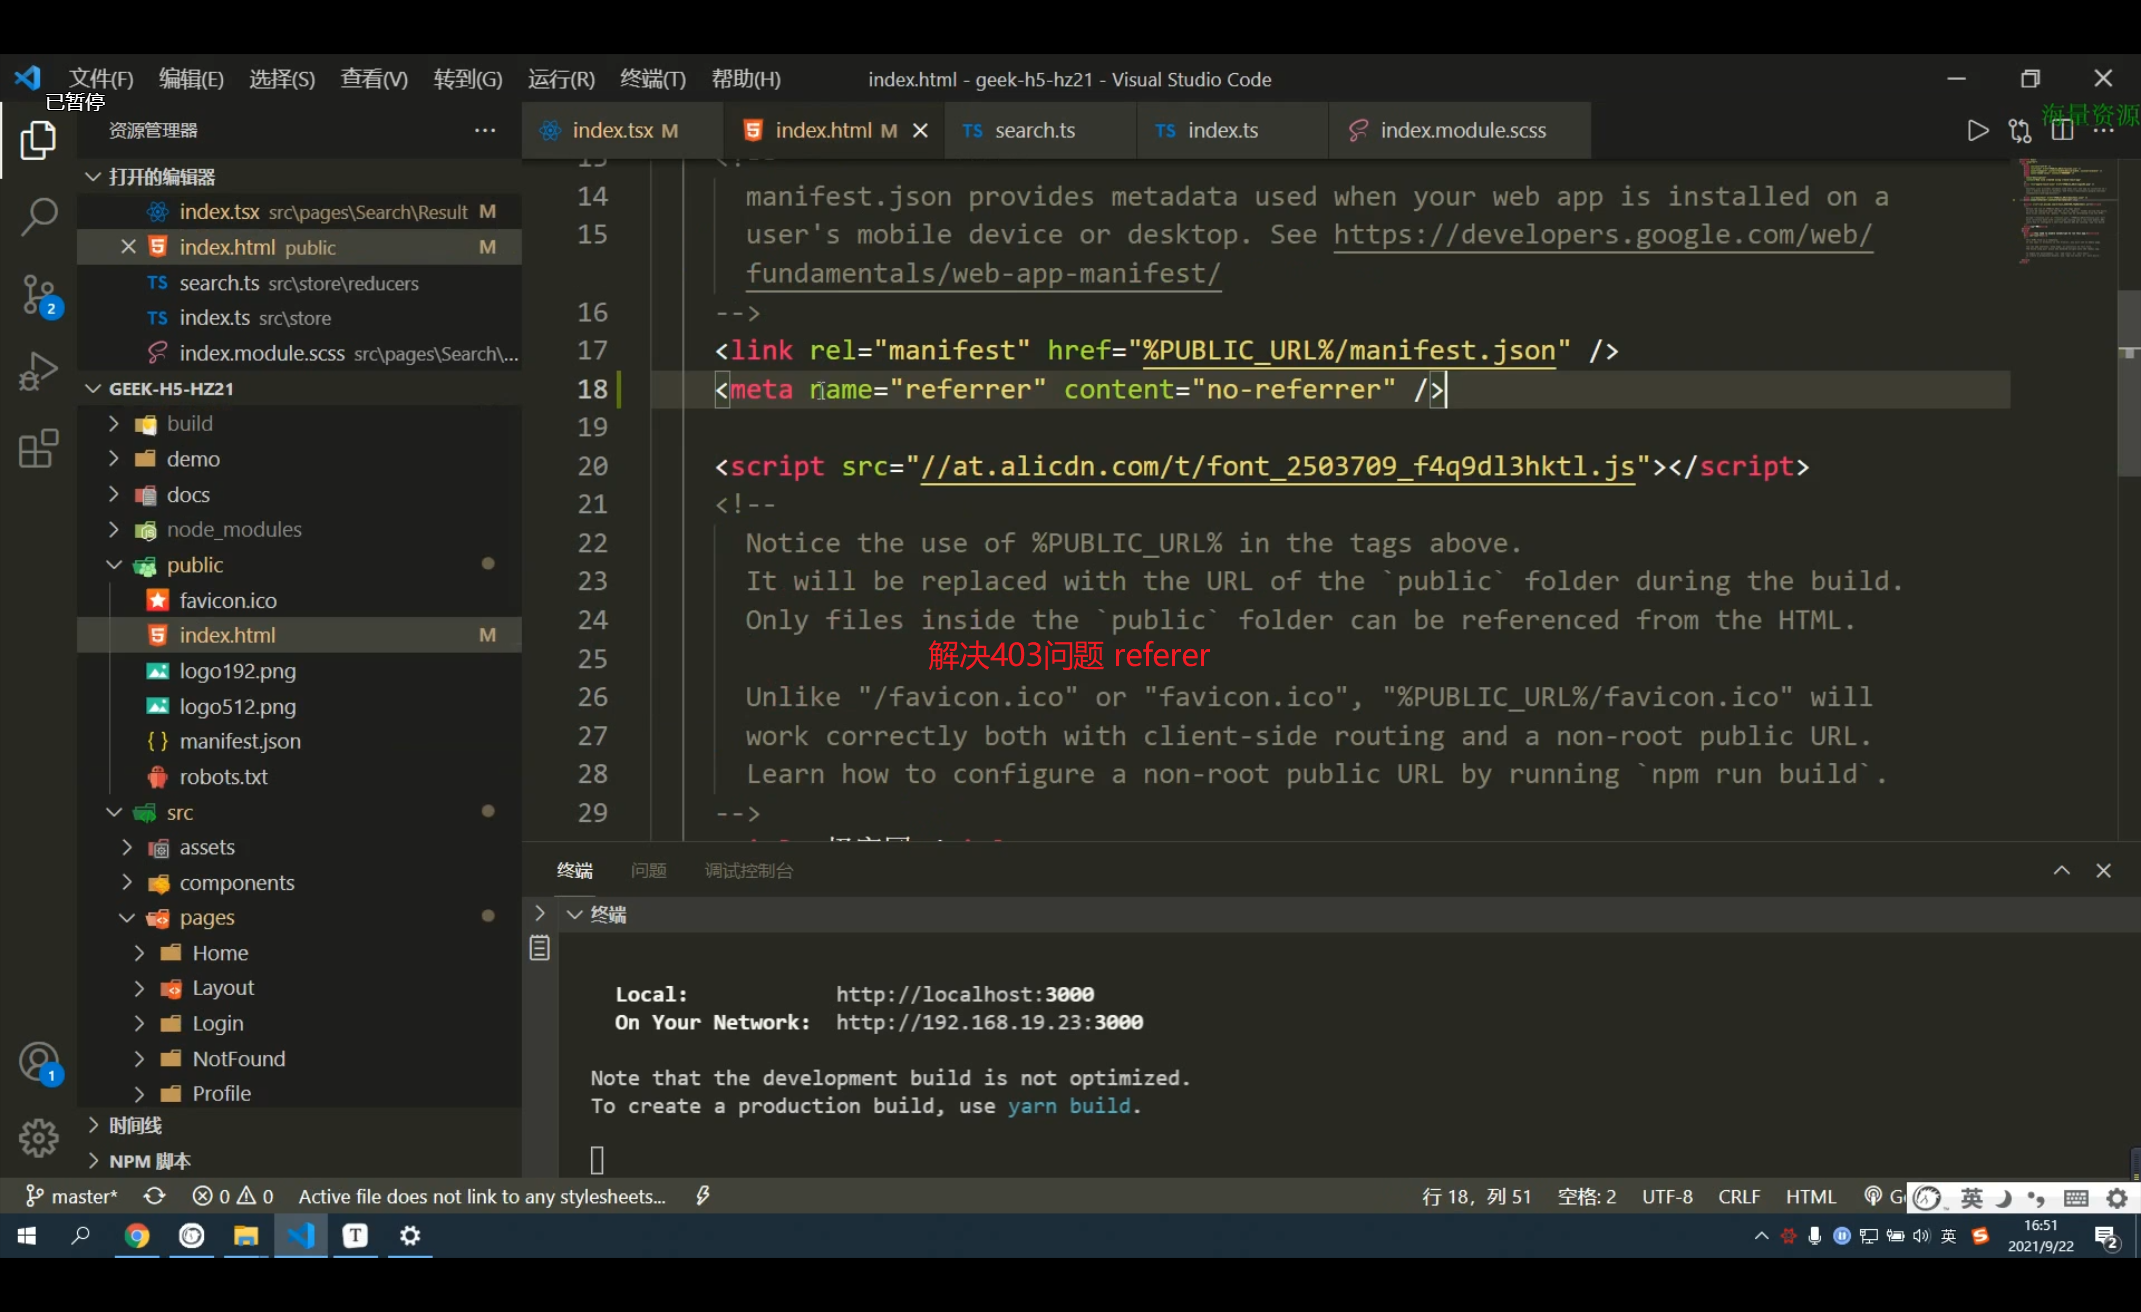 文件(F) 编辑(E) 选择(S) 查看(V) 转到(G) 运行(R) 终端(T) 帮助(H) index.html - geek-h5-hz21 - Visual Studio Code
已暂停
海量资源
资源管理器
index.tsx M index.html M search.ts index.ts index.module.scss
打开的编辑器
index.tsx src\pages\Search\Result M
index.html public M
search.ts src\store\reducers
index.ts src\store
index.module.scss src\pages\Search\...
GEEK-H5-HZ21
build
demo
docs
node_modules
public
favicon.ico
index.html M
logo192.png
logo512.png
manifest.json
robots.txt
src
assets
components
pages
Home
Layout
Login
NotFound
Profile
时间线
NPM 脚本
14 manifest.json provides metadata used when your web app is installed on a
15 user's mobile device or desktop. See https://developers.google.com/web/
fundamentals/web-app-manifest/
16 -->
17 <link rel="manifest" href="%PUBLIC_URL%/manifest.json" />
18 <meta name="referrer" content="no-referrer" />
19
20 <script src="//at.alicdn.com/t/font_2503709_f4q9dl3hktl.js"></script>
21 <!--
22 Notice the use of %PUBLIC_URL% in the tags above.
23 It will be replaced with the URL of the `public` folder during the build.
24 Only files inside the `public` folder can be referenced from the HTML.
25
解决403问题 referer
26 Unlike "/favicon.ico" or "favicon.ico", "%PUBLIC_URL%/favicon.ico" will
27 work correctly both with client-side routing and a non-root public URL.
28 Learn how to configure a non-root public URL by running `npm run build`.
29 -->
终端 问题 调试控制台
终端
Local: http://localhost:3000
On Your Network: http://192.168.19.23:3000
Note that the development build is not optimized.
To create a production build, use yarn build.
master* 0 0 Active file does not link to any stylesheets... 行 18，列 51 空格: 2 UTF-8 CRLF HTML 英
英 16:51
2021/9/22